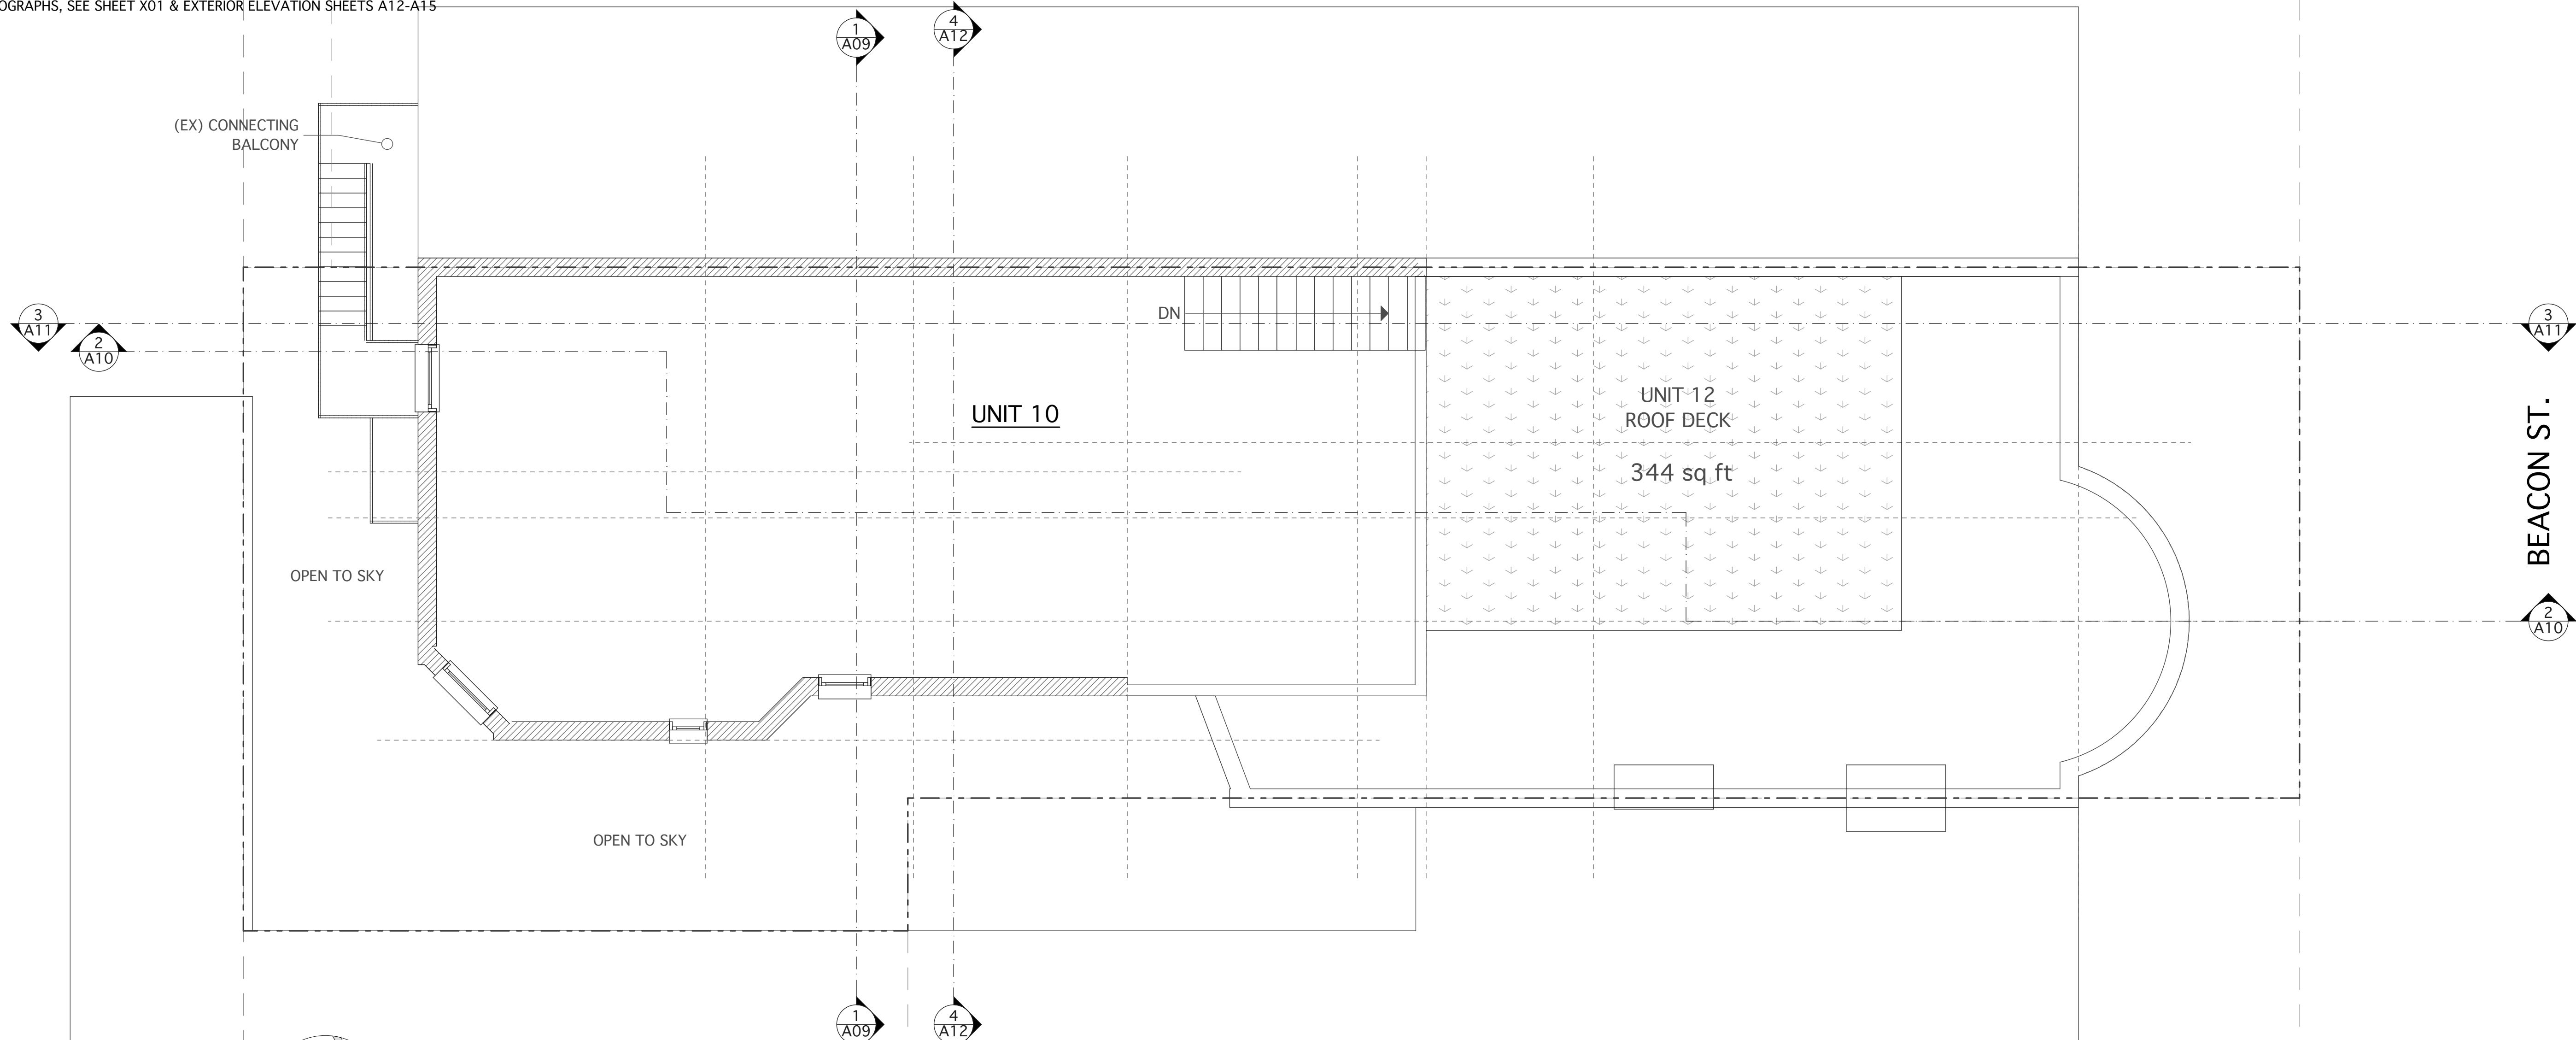 OGRAPHS, SEE SHEET X01 & EXTERIOR ELEVATION SHEETS A12-A15
1
A09
4
A12
(EX) CONNECTING
BALCONY
3
A11
2
A10
DN
UNIT 10
UNIT 12
ROOF DECK
344 sq ft
3
A11
BEACON ST.
2
A10
OPEN TO SKY
OPEN TO SKY
1
A09
4
A12